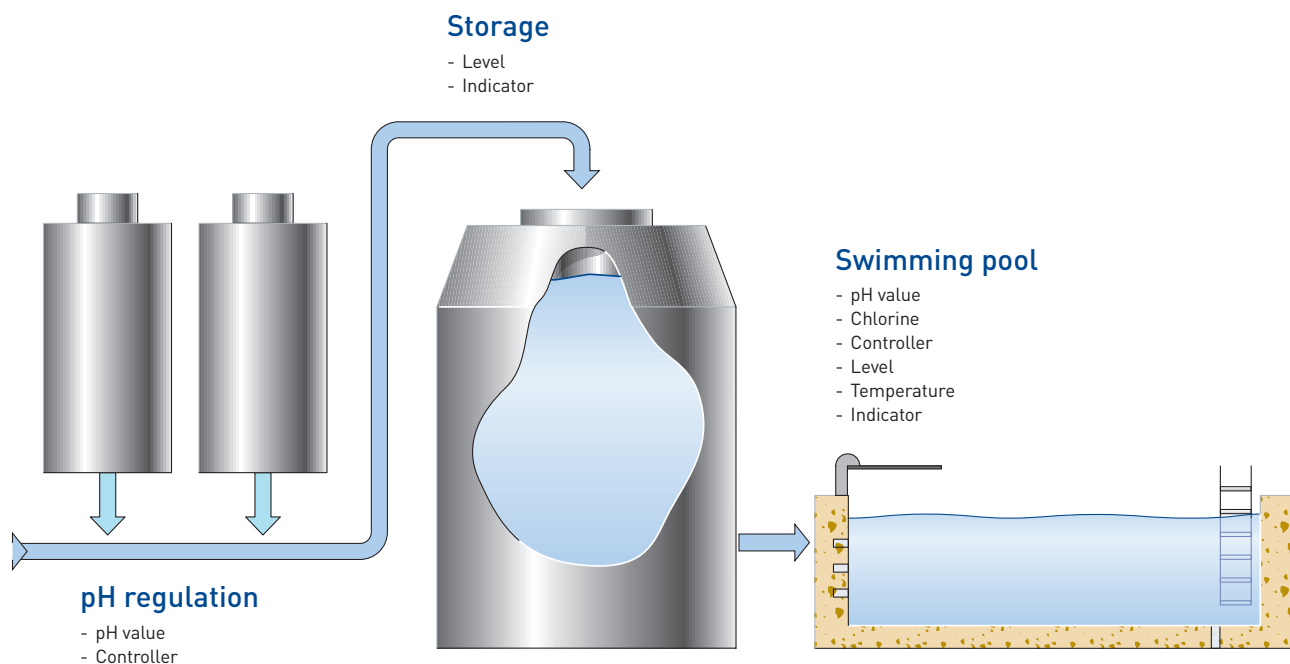 Storage
- Level
- Indicator
Swimming pool
- pH value
- Chlorine
- Controller
- Level
- Temperature
- Indicator
pH regulation
- pH value
- Controller